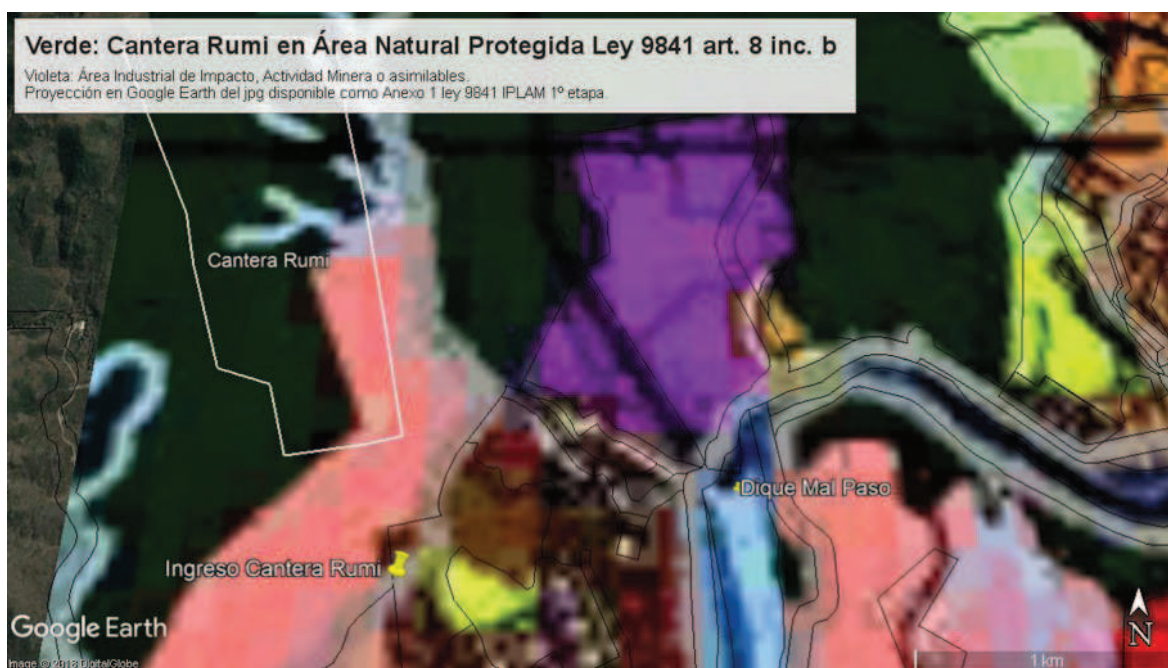 Verde: Cantera Rumi en Área Natural Protegida Ley 9841 art. 8 inc. b
Violeta: Área Industrial de Impacto, Actividad Minera o asimilables.
Proyección en Google Earth del jpg disponible como Anexo 1 ley 9841 IPLAM 1º etapa
Cantera Rumi
Dique Mal Paso
Ingreso Cantera Rumi
Google Earth
N
Image © 2018 DigitalGlobe
1 km